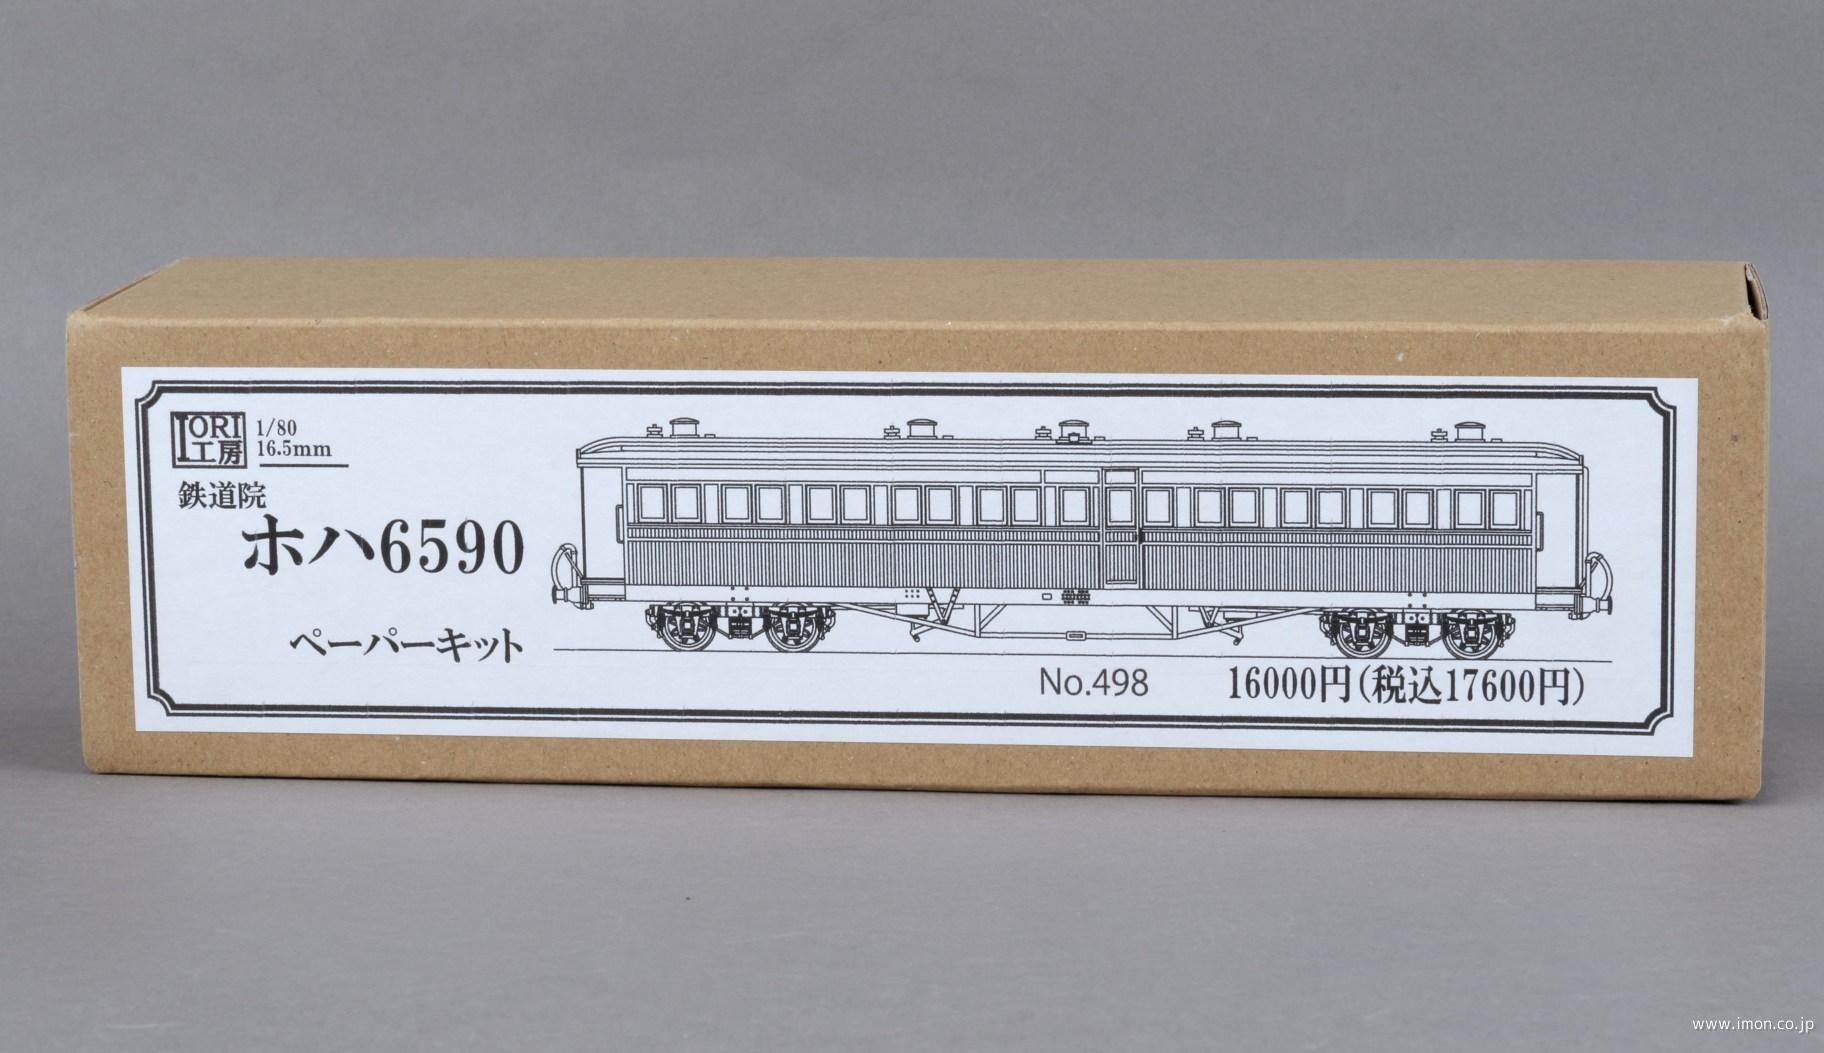 IORI工房
1/80
16.5mm
鉄道院
ホハ6590
ペーパーキット
No.498
16000円(税込17600円)
www.imon.co.jp